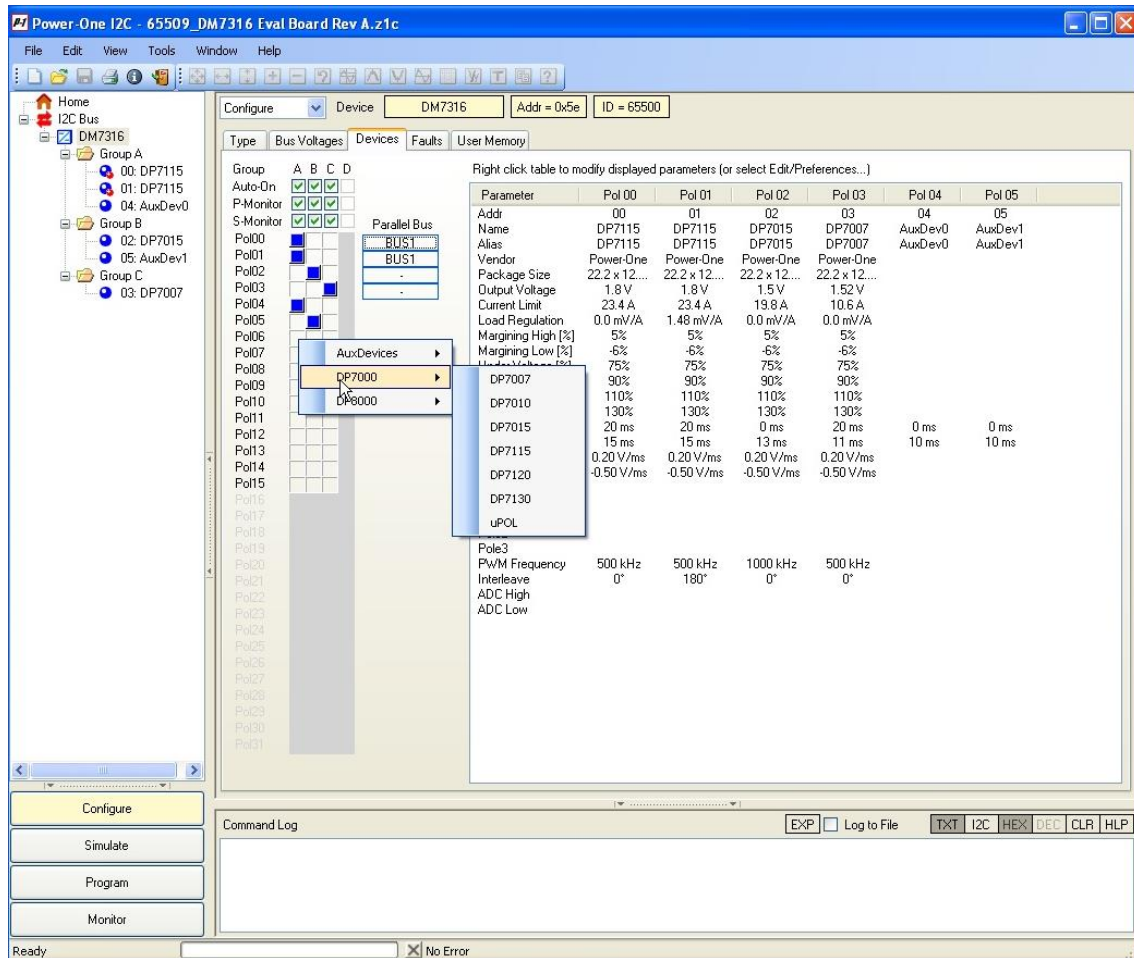 Power-One I2C - 65509_DM7316 Eval Board Rev A.z1c
File Edit View Tools Window Help
Home
I2C Bus
DM7316
Group A
00: DP7115
01: DP7115
04: AuxDev0
Group B
02: DP7015
05: AuxDev1
Group C
03: DP7007
Configure
Simulate
Program
Monitor
Configure Device DM7316 Addr = 0x5e ID = 65500
Type Bus Voltages Devices Faults User Memory
Group A B C D
Auto-On
P-Monitor
S-Monitor
Pol00
Pol01
Pol02
Pol03
Pol04
Pol05
Pol06
Pol07
Pol08
Pol09
Pol10
Pol11
Pol12
Pol13
Pol14
Pol15
Pol16
Pol17
Pol18
Pol19
Pol20
Pol21
Pol22
Pol23
Pol24
Pol25
Pol26
Pol27
Pol28
Pol29
Pol30
Pol31
Parallel Bus
BUS1
BUS1
-
-
AuxDevices
DP7000
DP8000
DP7007
DP7010
DP7015
DP7115
DP7120
DP7130
uPOL
Right click table to modify displayed parameters (or select Edit/Preferences...)
Parameter Pol 00 Pol 01 Pol 02 Pol 03 Pol 04 Pol 05
Addr 00 01 02 03 04 05
Name DP7115 DP7115 DP7015 DP7007 AuxDev0 AuxDev1
Alias DP7115 DP7115 DP7015 DP7007 AuxDev0 AuxDev1
Vendor Power-One Power-One Power-One Power-One
Package Size 22.2 x 12.... 22.2 x 12.... 22.2 x 12.... 22.2 x 12....
Output Voltage 1.8 V 1.8 V 1.5 V 1.52 V
Current Limit 23.4 A 23.4 A 19.8 A 10.6 A
Load Regulation 0.0 mV/A 1.48 mV/A 0.0 mV/A 0.0 mV/A
Margining High [%] 5% 5% 5% 5%
Margining Low [%] -6% -6% -6% -6%
75% 75% 75% 75%
90% 90% 90% 90%
110% 110% 110% 110%
130% 130% 130% 130%
20 ms 20 ms 0 ms 20 ms 0 ms 0 ms
15 ms 15 ms 13 ms 11 ms 10 ms 10 ms
0.20 V/ms 0.20 V/ms 0.20 V/ms 0.20 V/ms
-0.50 V/ms -0.50 V/ms -0.50 V/ms -0.50 V/ms
Pole3
PWM Frequency 500 kHz 500 kHz 1000 kHz 500 kHz
Interleave 0° 180° 0° 0°
ADC High
ADC Low
Command Log EXP Log to File TXT I2C HEX DEC CLR HLP
Ready No Error